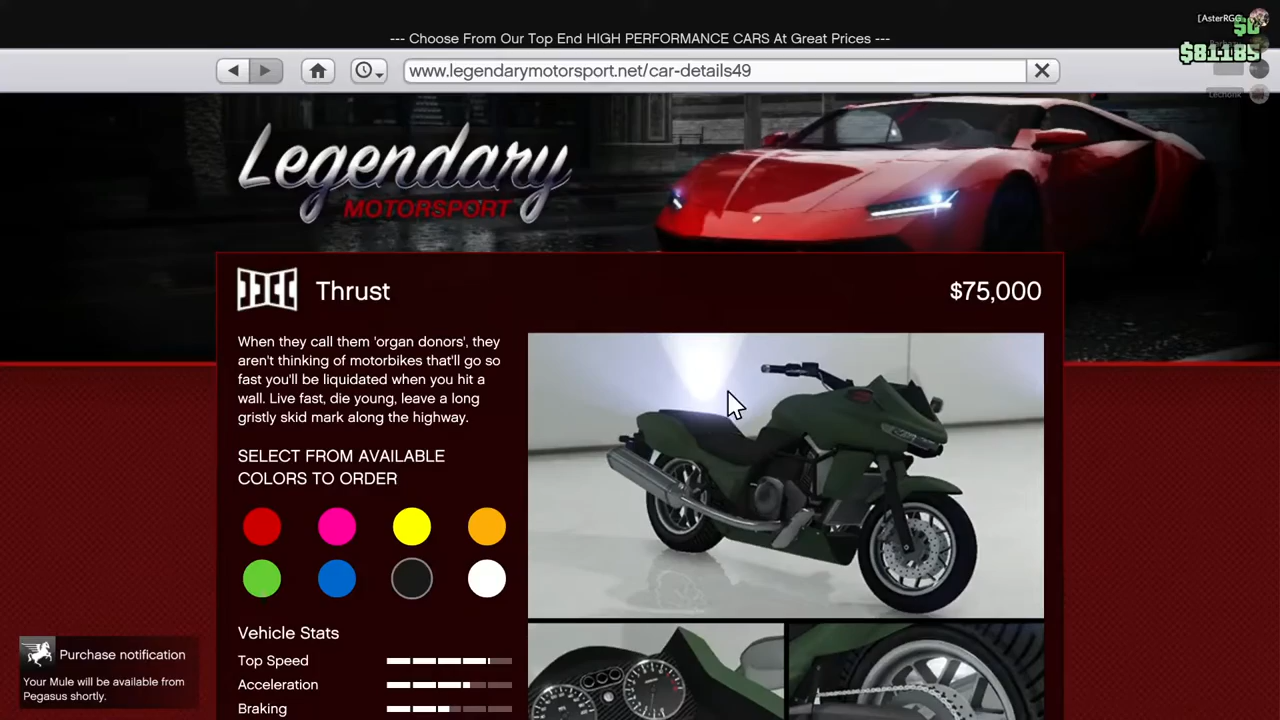 [AsterRGG
$0
$81185
--- Choose From Our Top End HIGH PERFORMANCE CARS At Great Prices ---
www.legendarymotorsport.net/car-details49
Legendary
MOTORSPORT
Thrust
$75,000
When they call them 'organ donors', they
aren't thinking of motorbikes that'll go so
fast you'll be liquidated when you hit a
wall. Live fast, die young, leave a long
gristly skid mark along the highway.
SELECT FROM AVAILABLE
COLORS TO ORDER
Vehicle Stats
Top Speed
Acceleration
Braking
Purchase notification
Your Mule will be available from
Pegasus shortly.